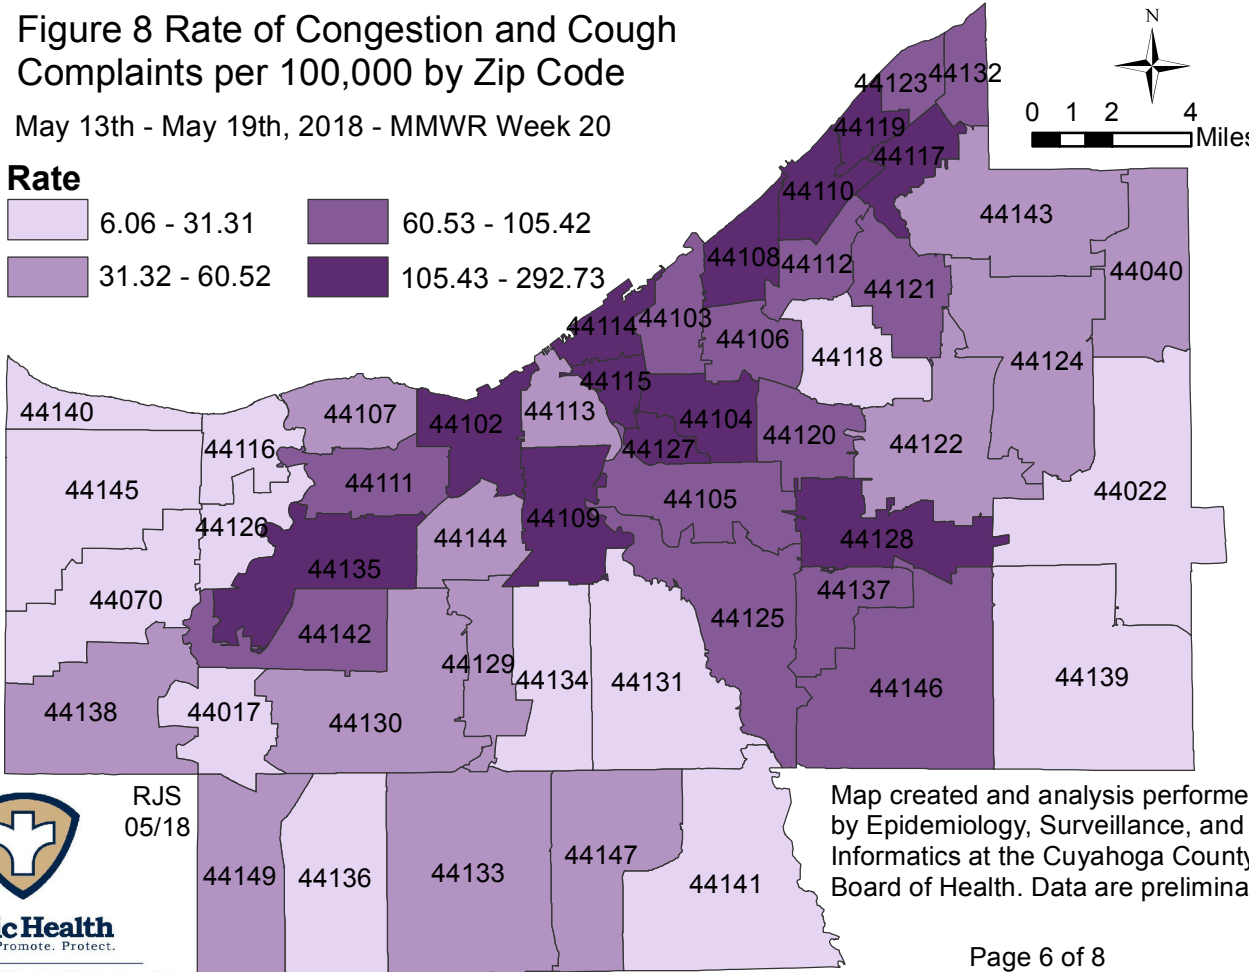 Figure 8 Rate of Congestion and Cough
Complaints per 100,000 by Zip Code
May 13th - May 19th, 2018 - MMWR Week 20
Rate
6.06 - 31.31
60.53 - 105.42
31.32 - 60.52
105.43 - 292.73
N
0 1 2 4
Miles
44123
44132
44119
44117
44110
44143
44108
44112
44040
44121
44103
44114
44106
44118
44124
44115
44140
44107
44102
44113
44104
44120
44122
44116
44127
44145
44111
44105
44022
44126
44109
44144
44128
44135
44137
44070
44125
44142
44129
44134
44131
44139
44146
44138
44017
44130
RJS
05/18
44149
44136
44133
44147
44141
Map created and analysis performe
by Epidemiology, Surveillance, and
Informatics at the Cuyahoga County
Board of Health. Data are prelimina
ic Health
Promote. Protect.
Page 6 of 8